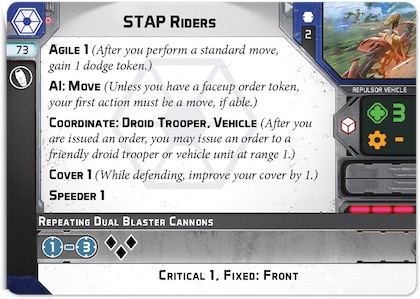 STAP Riders
73
2
Agile 1 (After you perform a standard move,
gain 1 dodge token.)
AI: Move (Unless you have a faceup order token,
your first action must be a move, if able.)
Coordinate: Droid Trooper, Vehicle (After you
are issued an order, you may issue an order to a
friendly droid trooper or vehicle unit at range 1.)
Cover 1 (While defending, improve your cover by 1.)
Speeder 1
Repulsor Vehicle
3
-
Repeating Dual Blaster Cannons
1-3
Critical 1, Fixed: Front